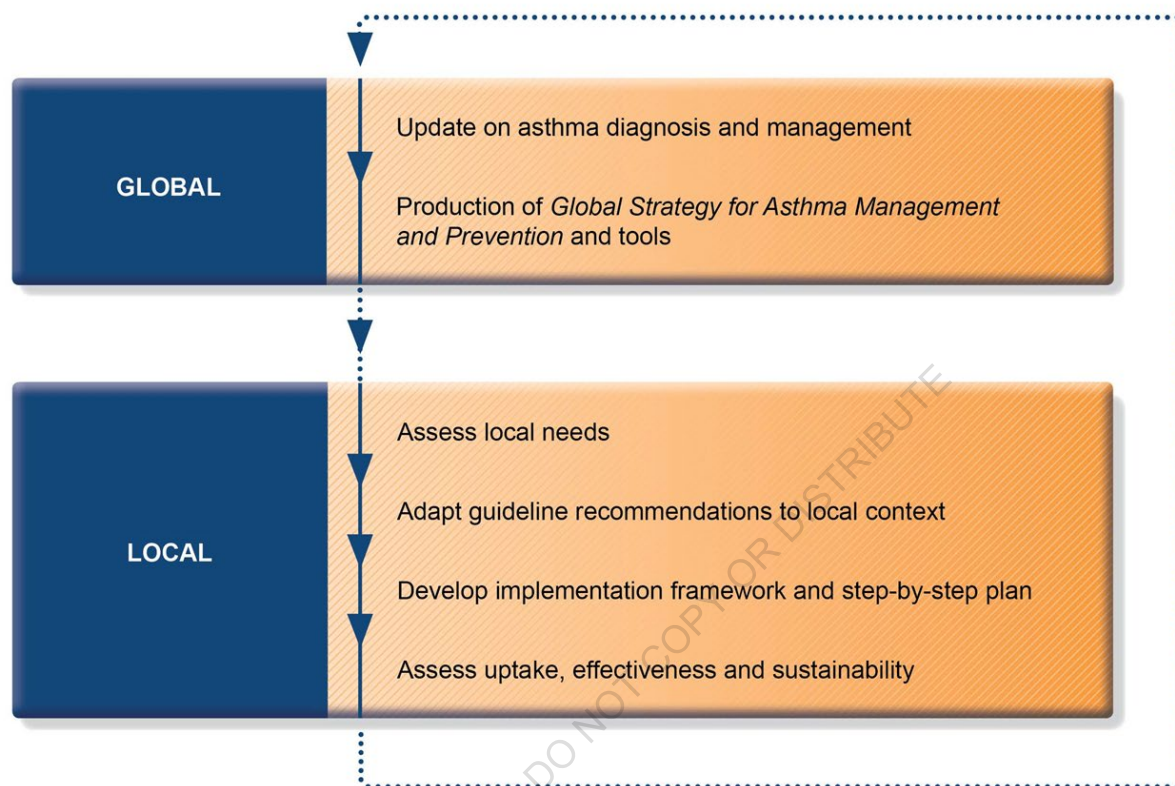 GLOBAL
Update on asthma diagnosis and management
Production of Global Strategy for Asthma Management
and Prevention and tools
LOCAL
Assess local needs
Adapt guideline recommendations to local context
Develop implementation framework and step-by-step plan
Assess uptake, effectiveness and sustainability
DO NOT COPY OR DISTRIBUTE